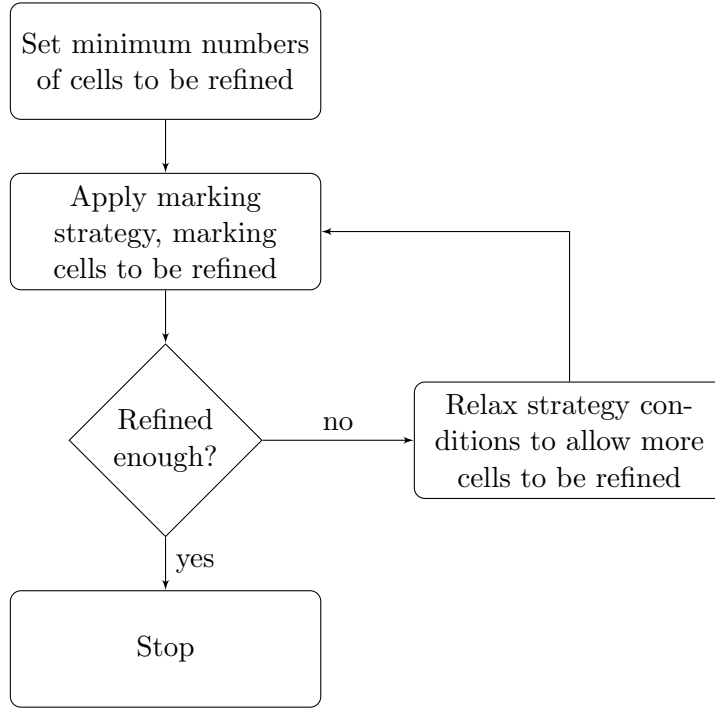 Set minimum numbers
of cells to be refined
Apply marking
strategy, marking
cells to be refined
Refined
enough?
no
Relax strategy con-
ditions to allow more
cells to be refined
yes
Stop